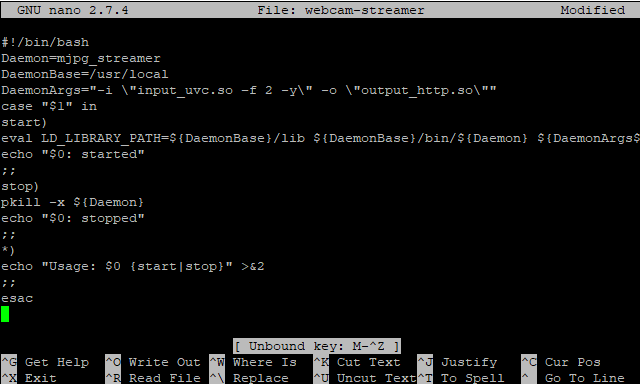 GNU nano 2.7.4 File: webcam-streamer Modified
#!/bin/bash
Daemon=mjpg_streamer
DaemonBase=/usr/local
DaemonArgs="-i \"input_uvc.so -f 2 -y\" -o \"output_http.so\""
case "$1" in
start)
eval LD_LIBRARY_PATH=${DaemonBase}/lib ${DaemonBase}/bin/${Daemon} ${DaemonArgs$
echo "$0: started"
;;
stop)
pkill -x ${Daemon}
echo "$0: stopped"
;;
*)
echo "Usage: $0 {start|stop}" >&2
;;
esac
[ Unbound key: M-^Z ]
^G Get Help ^O Write Out ^W Where Is ^K Cut Text ^J Justify ^C Cur Pos
^X Exit ^R Read File ^\ Replace ^U Uncut Text ^T To Spell ^_ Go To Line